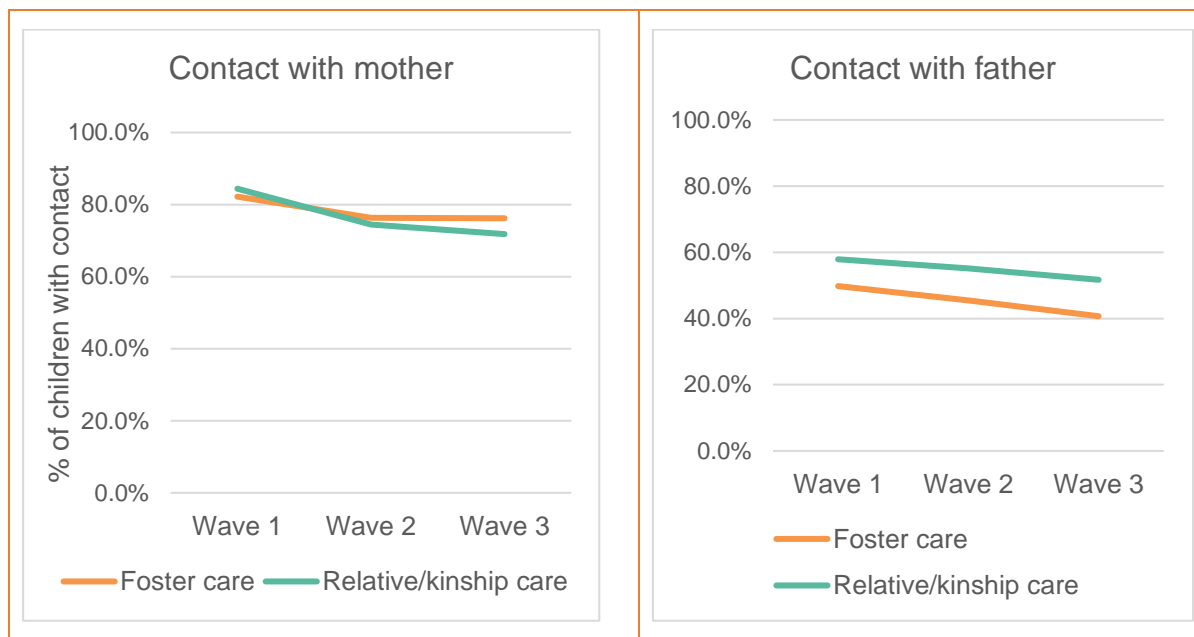 Contact with mother
% of children with contact
100.0%
80.0%
60.0%
40.0%
20.0%
0.0%
Wave 1 Wave 2 Wave 3
Foster care Relative/kinship care
Contact with father
100.0%
80.0%
60.0%
40.0%
20.0%
0.0%
Wave 1 Wave 2 Wave 3
Foster care
Relative/kinship care